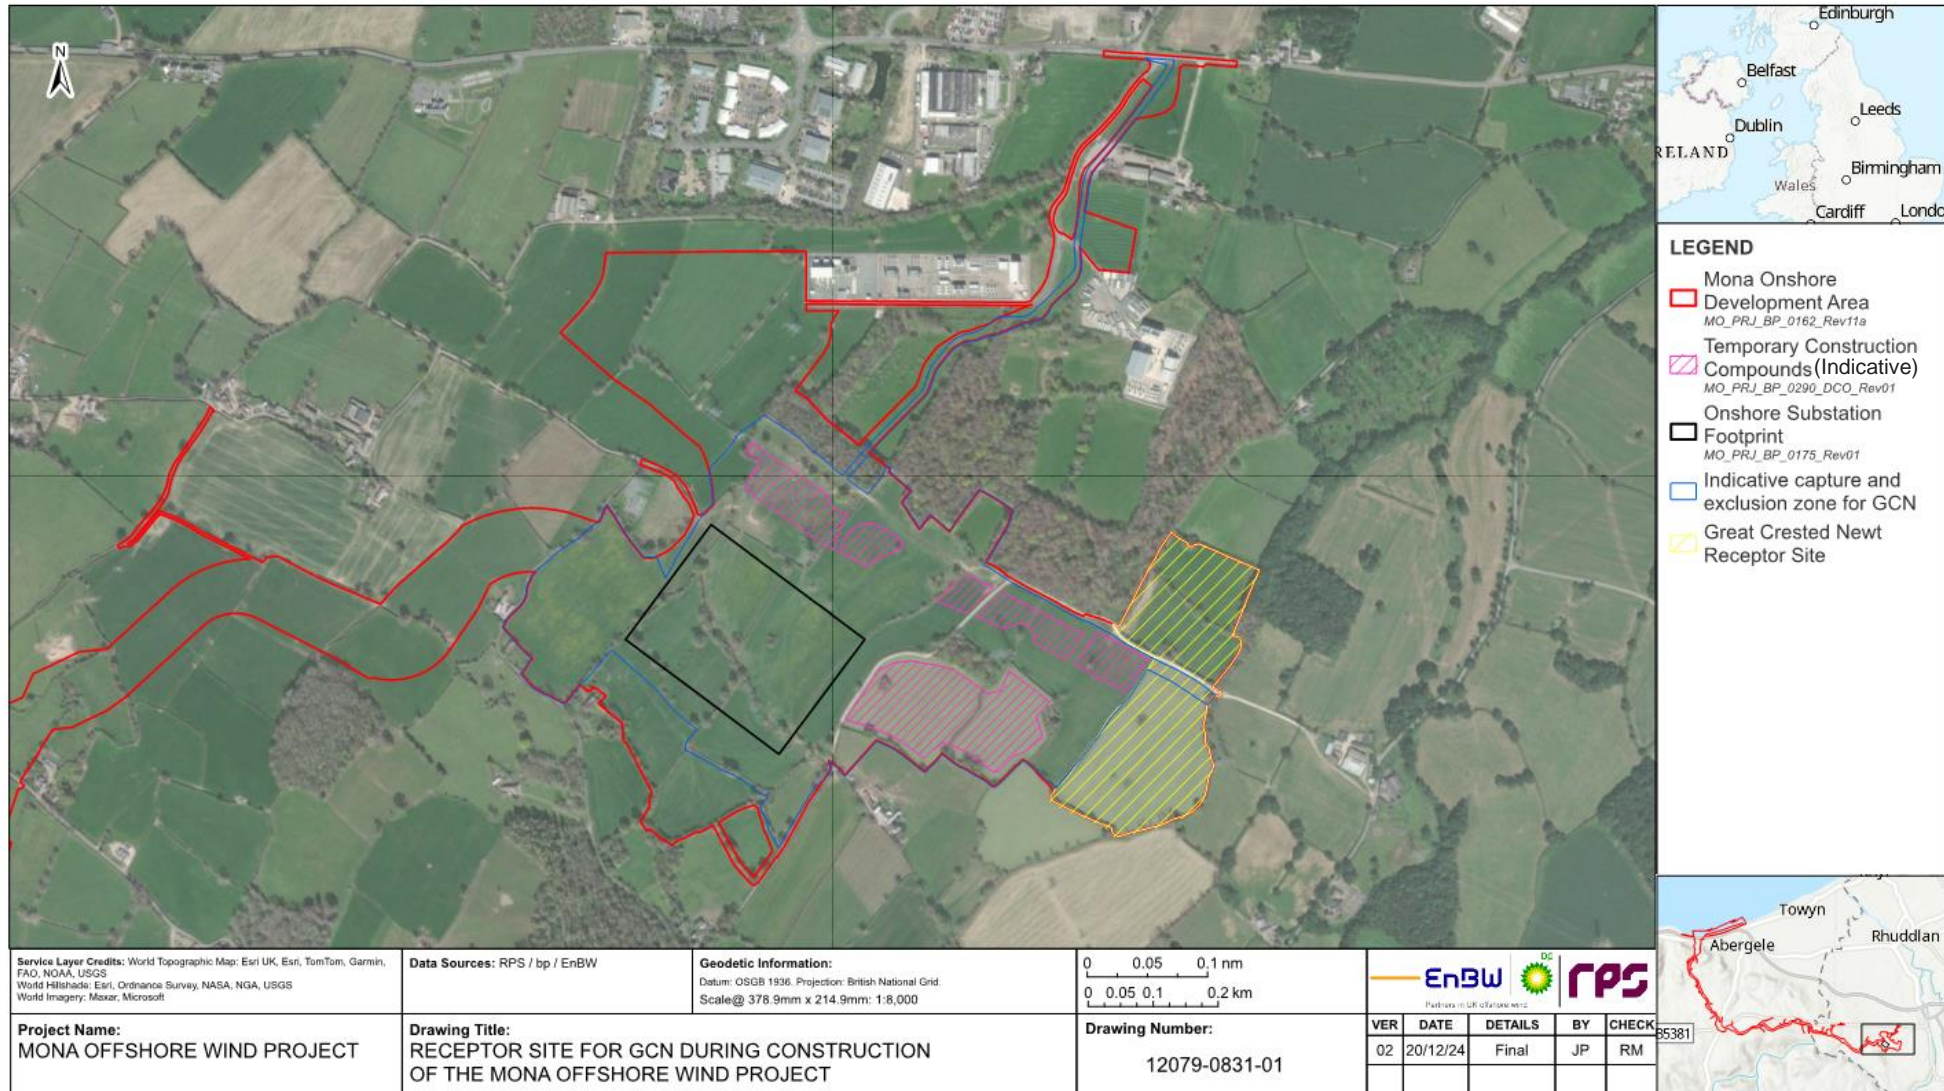 N
Edinburgh
Belfast
Leeds
Dublin
RELAND
Birmingham
Wales
Cardiff
Londo
LEGEND
Mona Onshore
Development Area
MO_PRJ_BP_0162_Rev11a
Temporary Construction
Compounds (Indicative)
MO_PRJ_BP_0290_DCO_Rev01
Onshore Substation
Footprint
MO_PRJ_BP_0175_Rev01
Indicative capture and
exclusion zone for GCN
Great Crested Newt
Receptor Site
Towyn
Abergele
Rhuddlan
B5381
Service Layer Credits: World Topographic Map: Esri UK, Esri, TomTom, Garmin,
FAO, NOAA, USGS
World Hillshade: Esri, Ordnance Survey, NASA, NGA, USGS
World Imagery: Maxar, Microsoft
Data Sources: RPS / bp / EnBW
Geodetic Information:
Datum: OSGB 1936. Projection: British National Grid.
Scale@ 378.9mm x 214.9mm: 1:8,000
0 0.05 0.1 nm
0 0.05 0.1 0.2 km
EnBW
bp
rps
Partners in UK offshore wind
Project Name:
MONA OFFSHORE WIND PROJECT
Drawing Title:
RECEPTOR SITE FOR GCN DURING CONSTRUCTION
OF THE MONA OFFSHORE WIND PROJECT
Drawing Number:
12079-0831-01
VER DATE DETAILS BY CHECK
02 20/12/24 Final JP RM